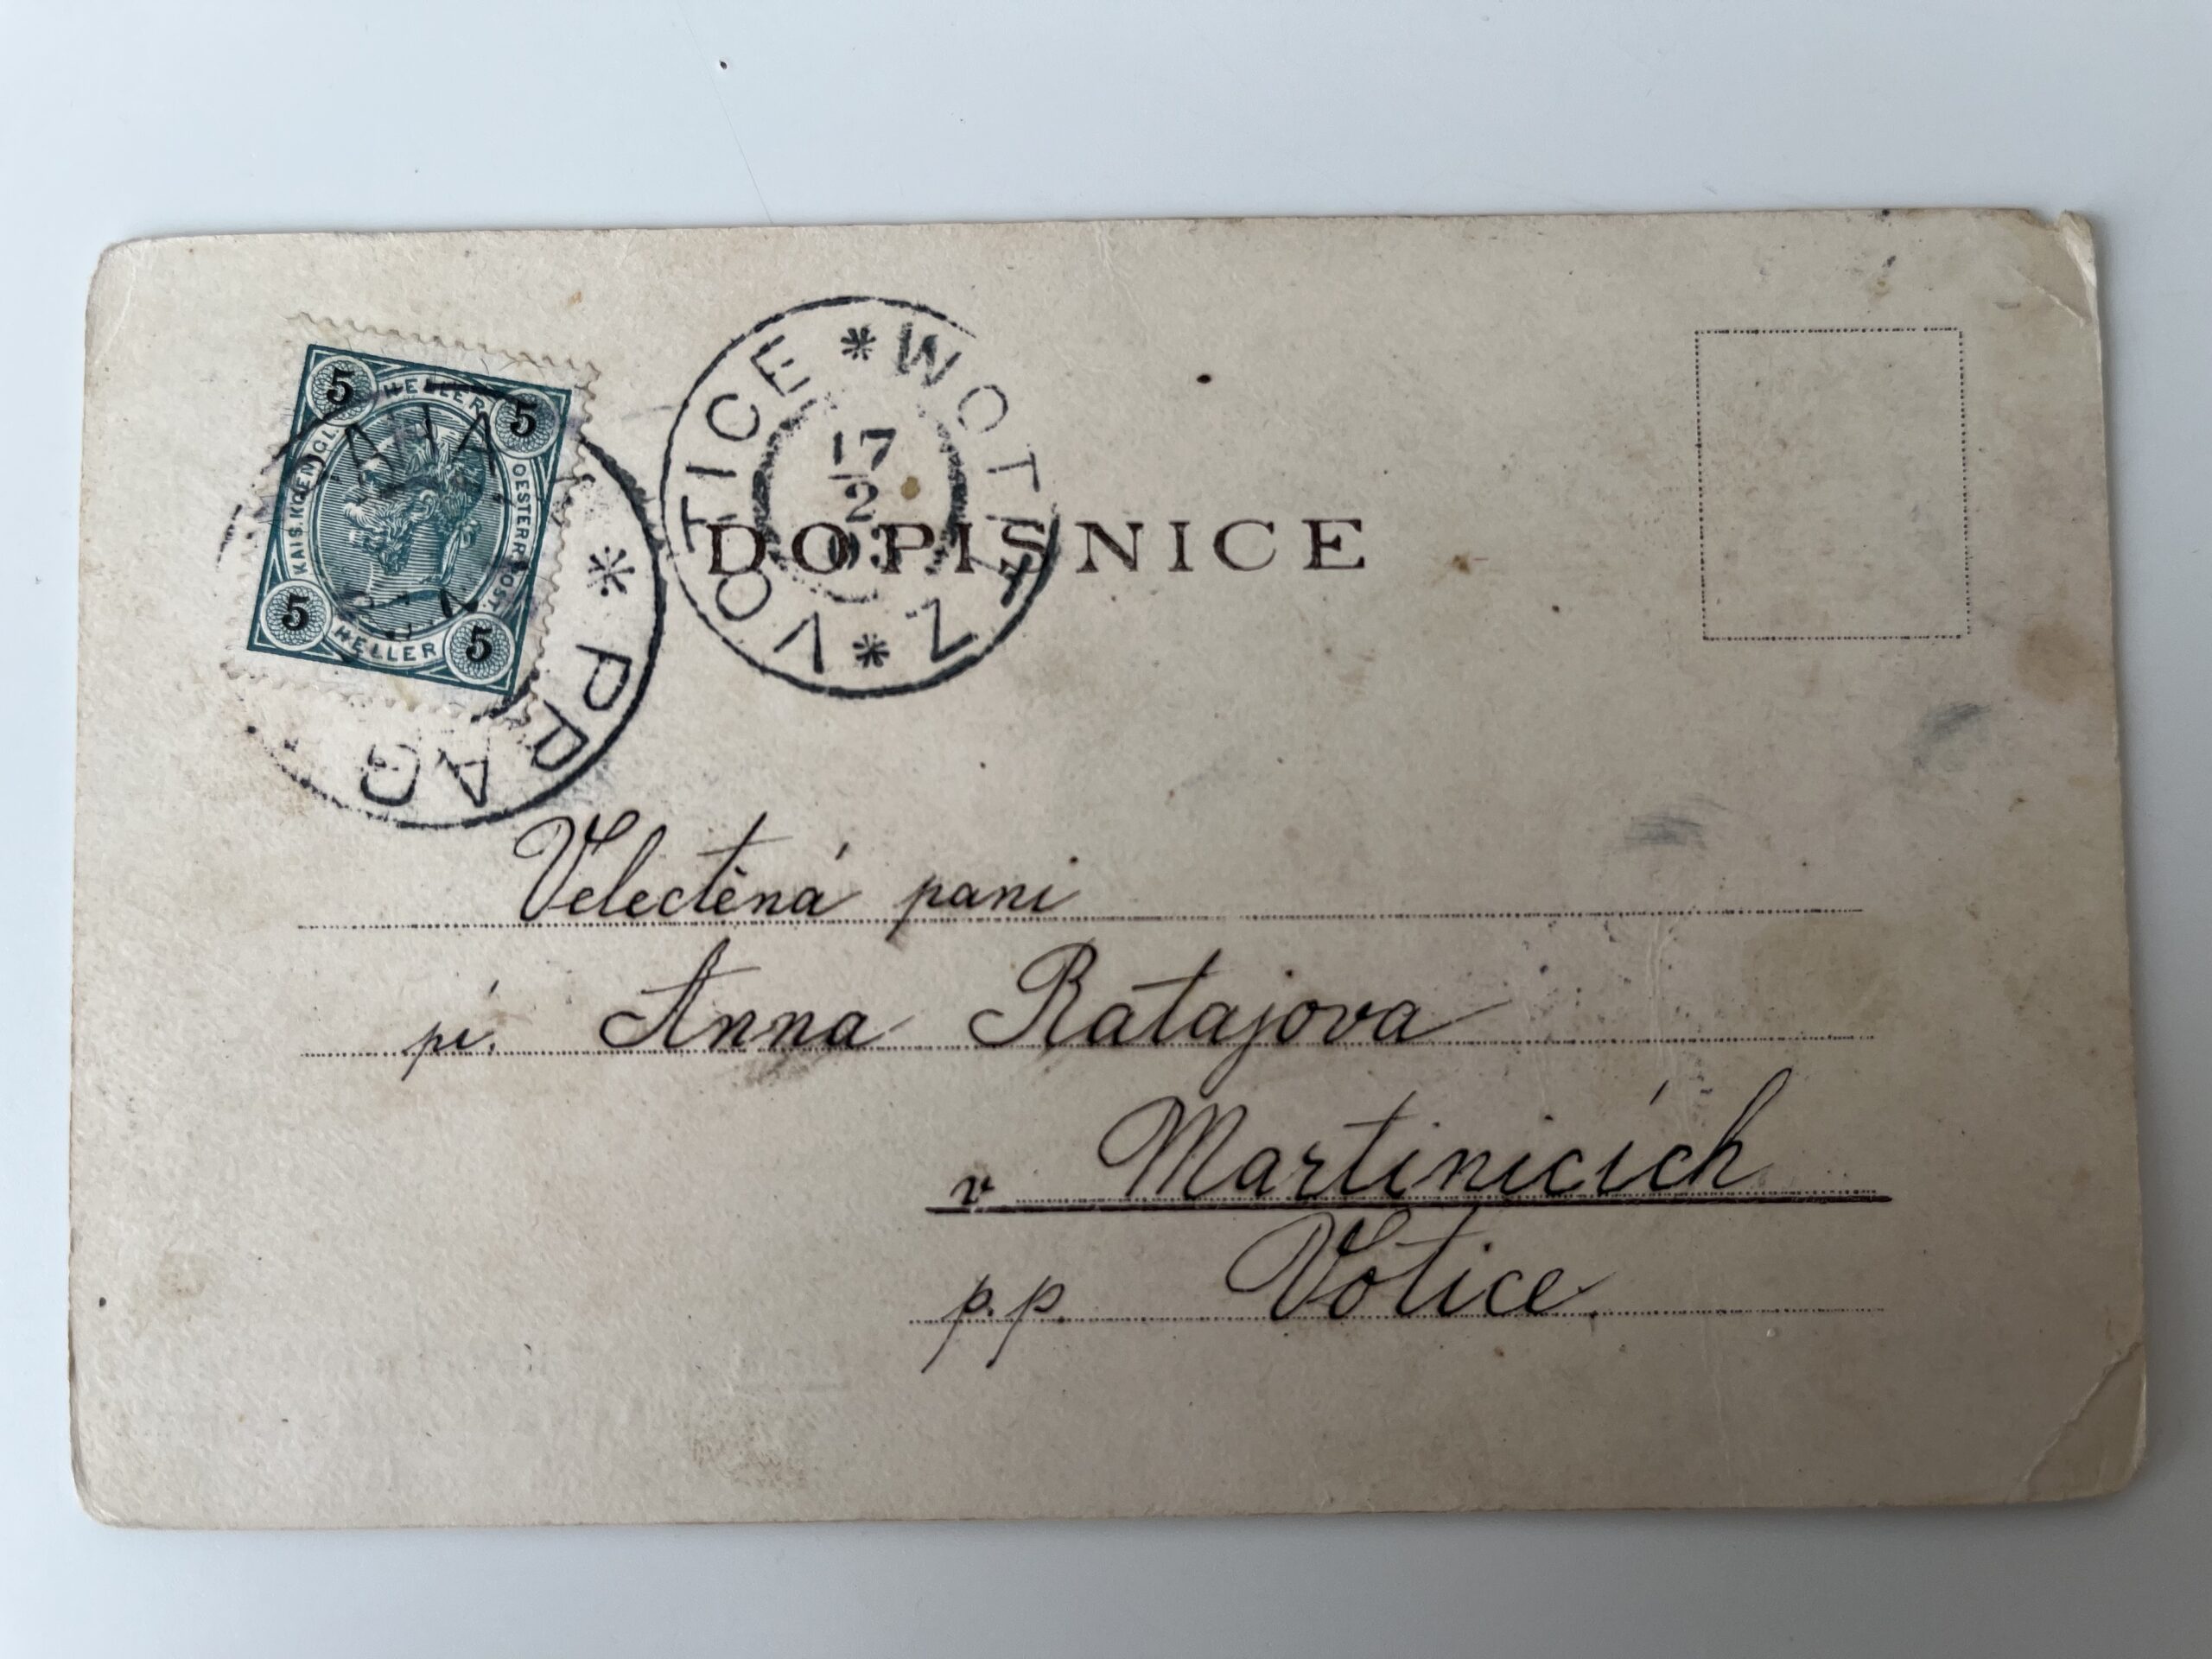 5 HELLER 5
KAIS. KOENIGL. OESTERR. POST.
5 HELLER 5
* PRAG
VOTICE * WOTITZ *
17
2
DOPISNICE
Velectěná pani
pí. Anna Ratajova
v Martinicích
p.p. Votice